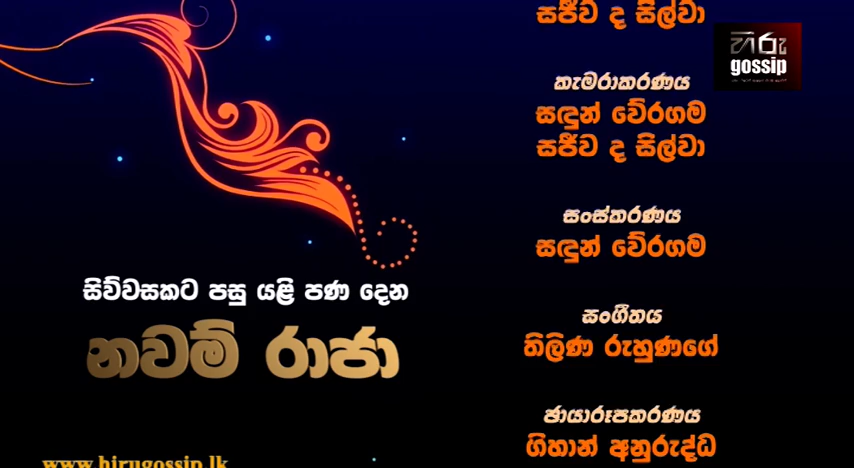 සජීව ද සිල්වා
හිරු
gossip
කැමරාකරණය
සඳුන් වේරගම
සජීව ද සිල්වා
සංස්කරණය
සඳුන් වේරගම
සිව්වසකට පසු යළි පණ දෙන
නවම් රාජා
සංගීතය
තිලිණ රුහුණගේ
ඡායාරූපකරණය
ගිහාන් අනුරුද්ධ
www.hirugossip.lk